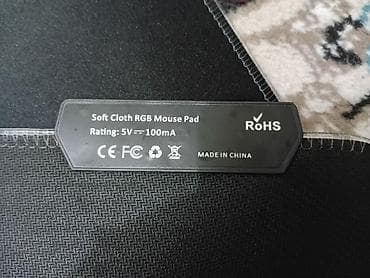 Soft Cloth RGB Mouse Pad
Rating: 5V⎓100mA
RoHS
CE FC
MADE IN CHINA